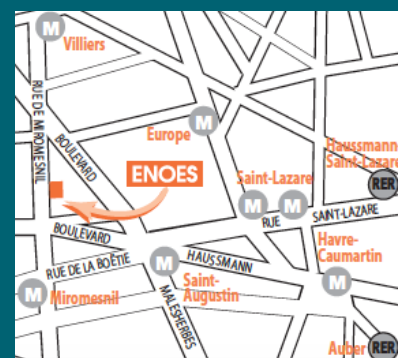 M
Villiers
RUE DE MIROMESNIL
BOULEVARD
Europe
M
Haussmann
Saint-Lazare
RER
ENOES
Saint-Lazare
M
M
RUE
SAINT-LAZARE
BOULEVARD
HAUSSMANN
Havre-
Caumartin
M
RUE DE LA BOËTIE
M
Saint-
Augustin
M
Miromesnil
MALESHERBES
Auber
RER